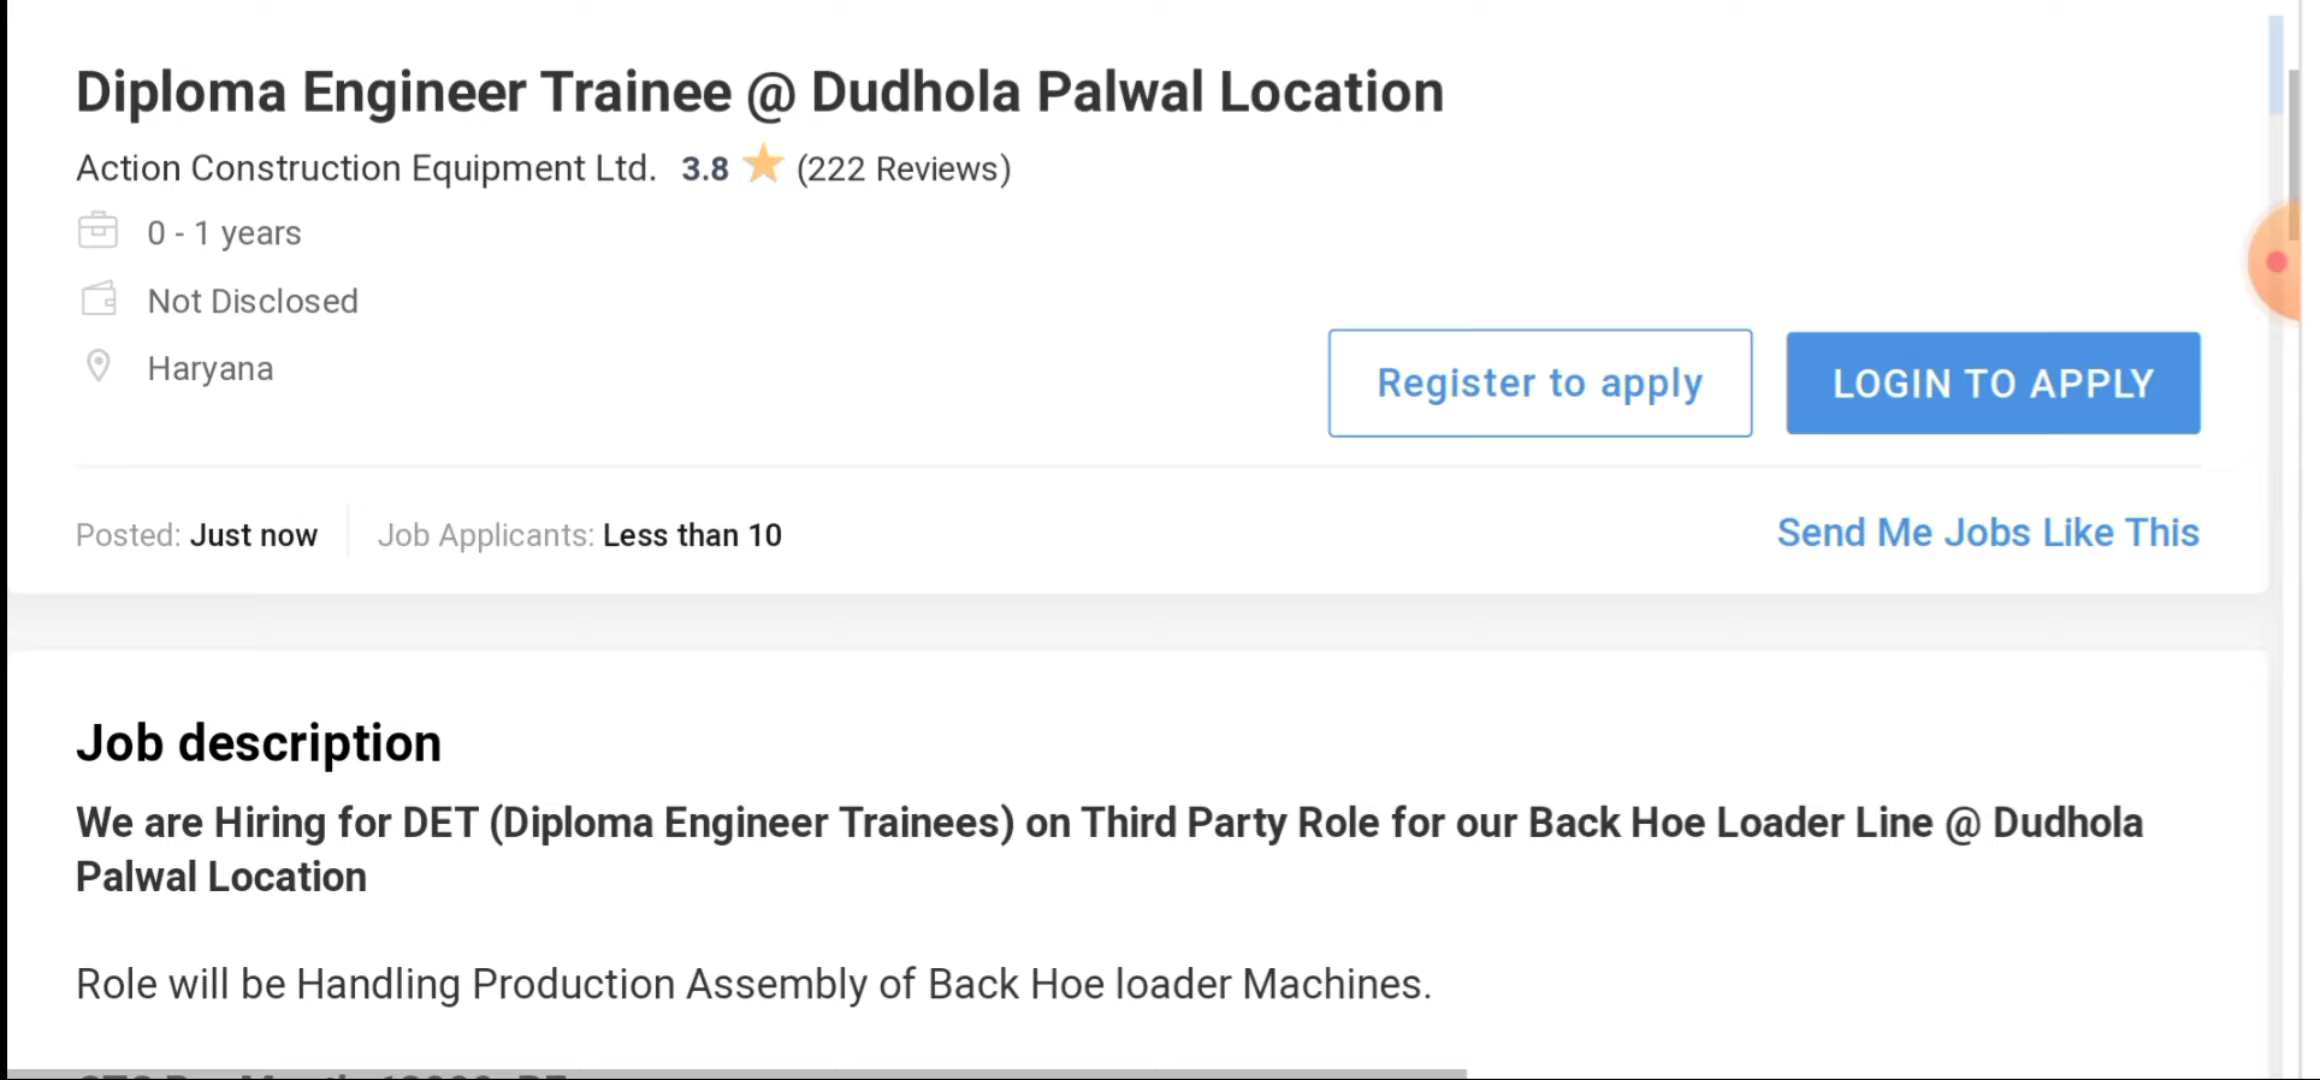 Diploma Engineer Trainee @ Dudhola Palwal Location
Action Construction Equipment Ltd. 3.8 (222 Reviews)
0 - 1 years
Not Disclosed
Haryana
Register to apply
LOGIN TO APPLY
Posted: Just now
Job Applicants: Less than 10
Send Me Jobs Like This
Job description
We are Hiring for DET (Diploma Engineer Trainees) on Third Party Role for our Back Hoe Loader Line @ Dudhola
Palwal Location
Role will be Handling Production Assembly of Back Hoe loader Machines.